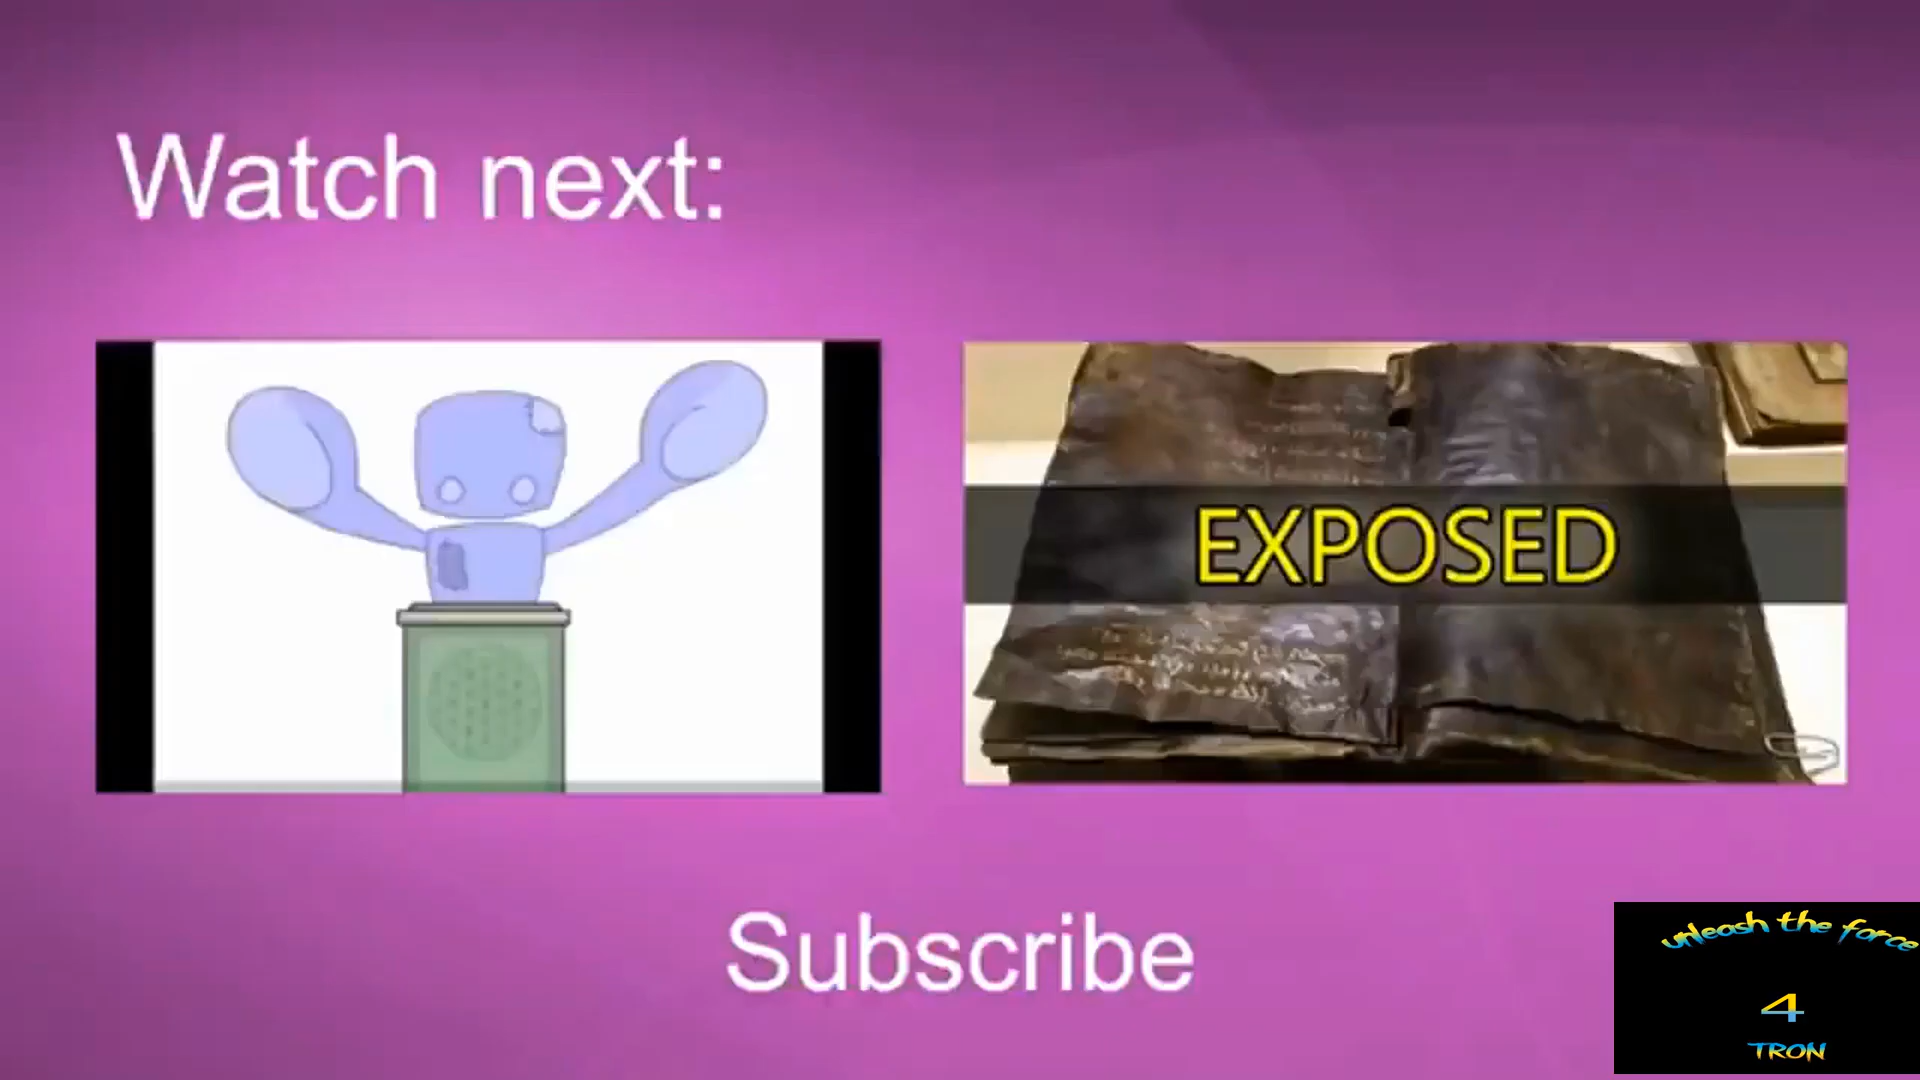 Watch next:
EXPOSED
Subscribe
unleash the force
4
TRON